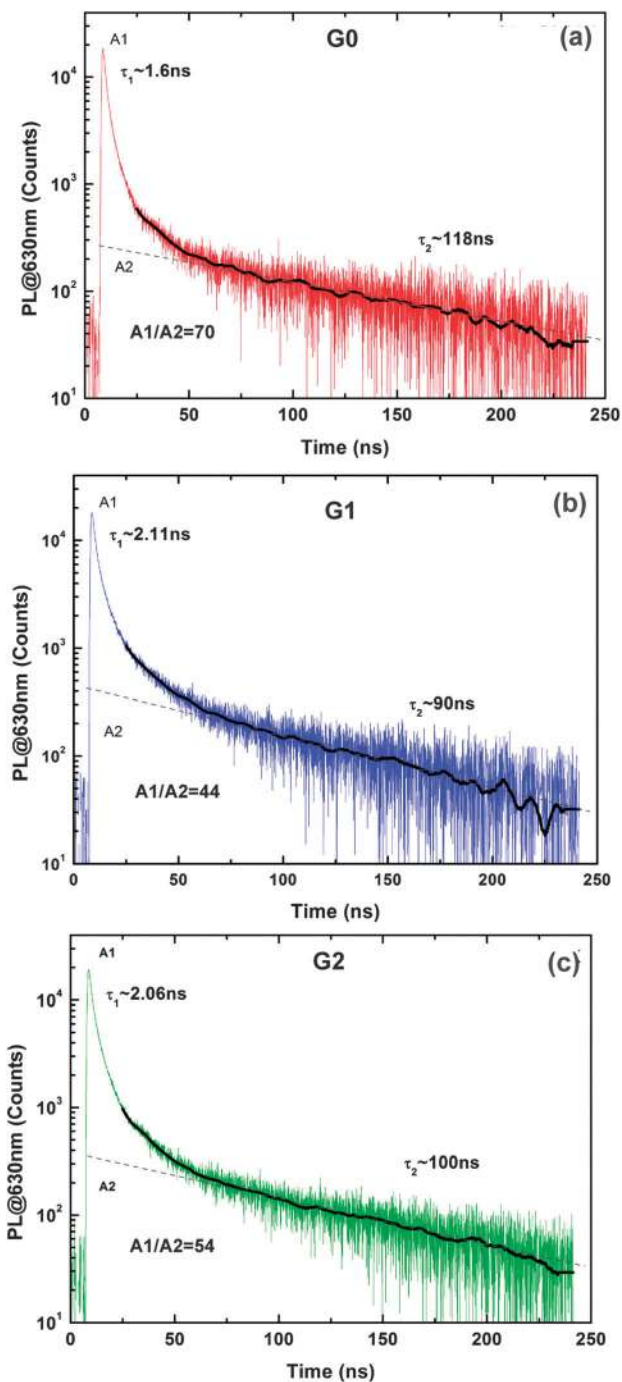 G0
(a)
A1
τ1~1.6ns
τ2~118ns
A2
A1/A2=70
PL@630nm (Counts)
10^4
10^3
10^2
10^1
0 50 100 150 200 250
Time (ns)
G1
(b)
A1
τ1~2.11ns
τ2~90ns
A2
A1/A2=44
PL@630nm (Counts)
10^4
10^3
10^2
10^1
0 50 100 150 200 250
Time (ns)
G2
(c)
A1
τ1~2.06ns
τ2~100ns
A2
A1/A2=54
PL@630nm (Counts)
10^4
10^3
10^2
10^1
0 50 100 150 200 250
Time (ns)